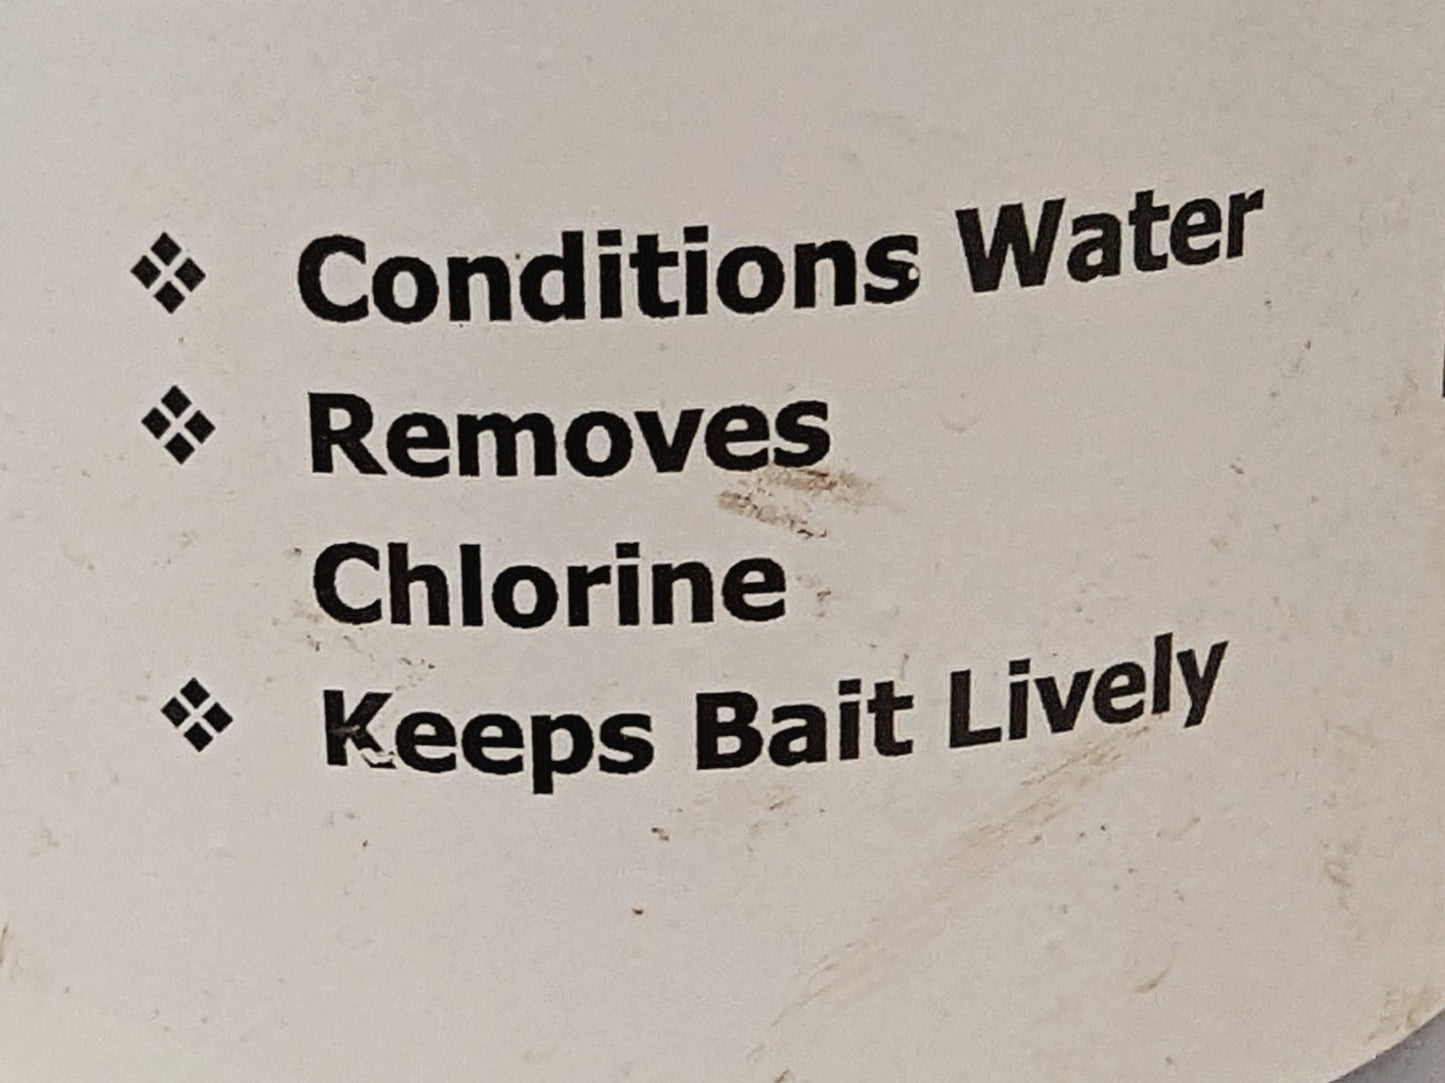 ❖ Conditions Water
❖ Removes
Chlorine
❖ Keeps Bait Lively